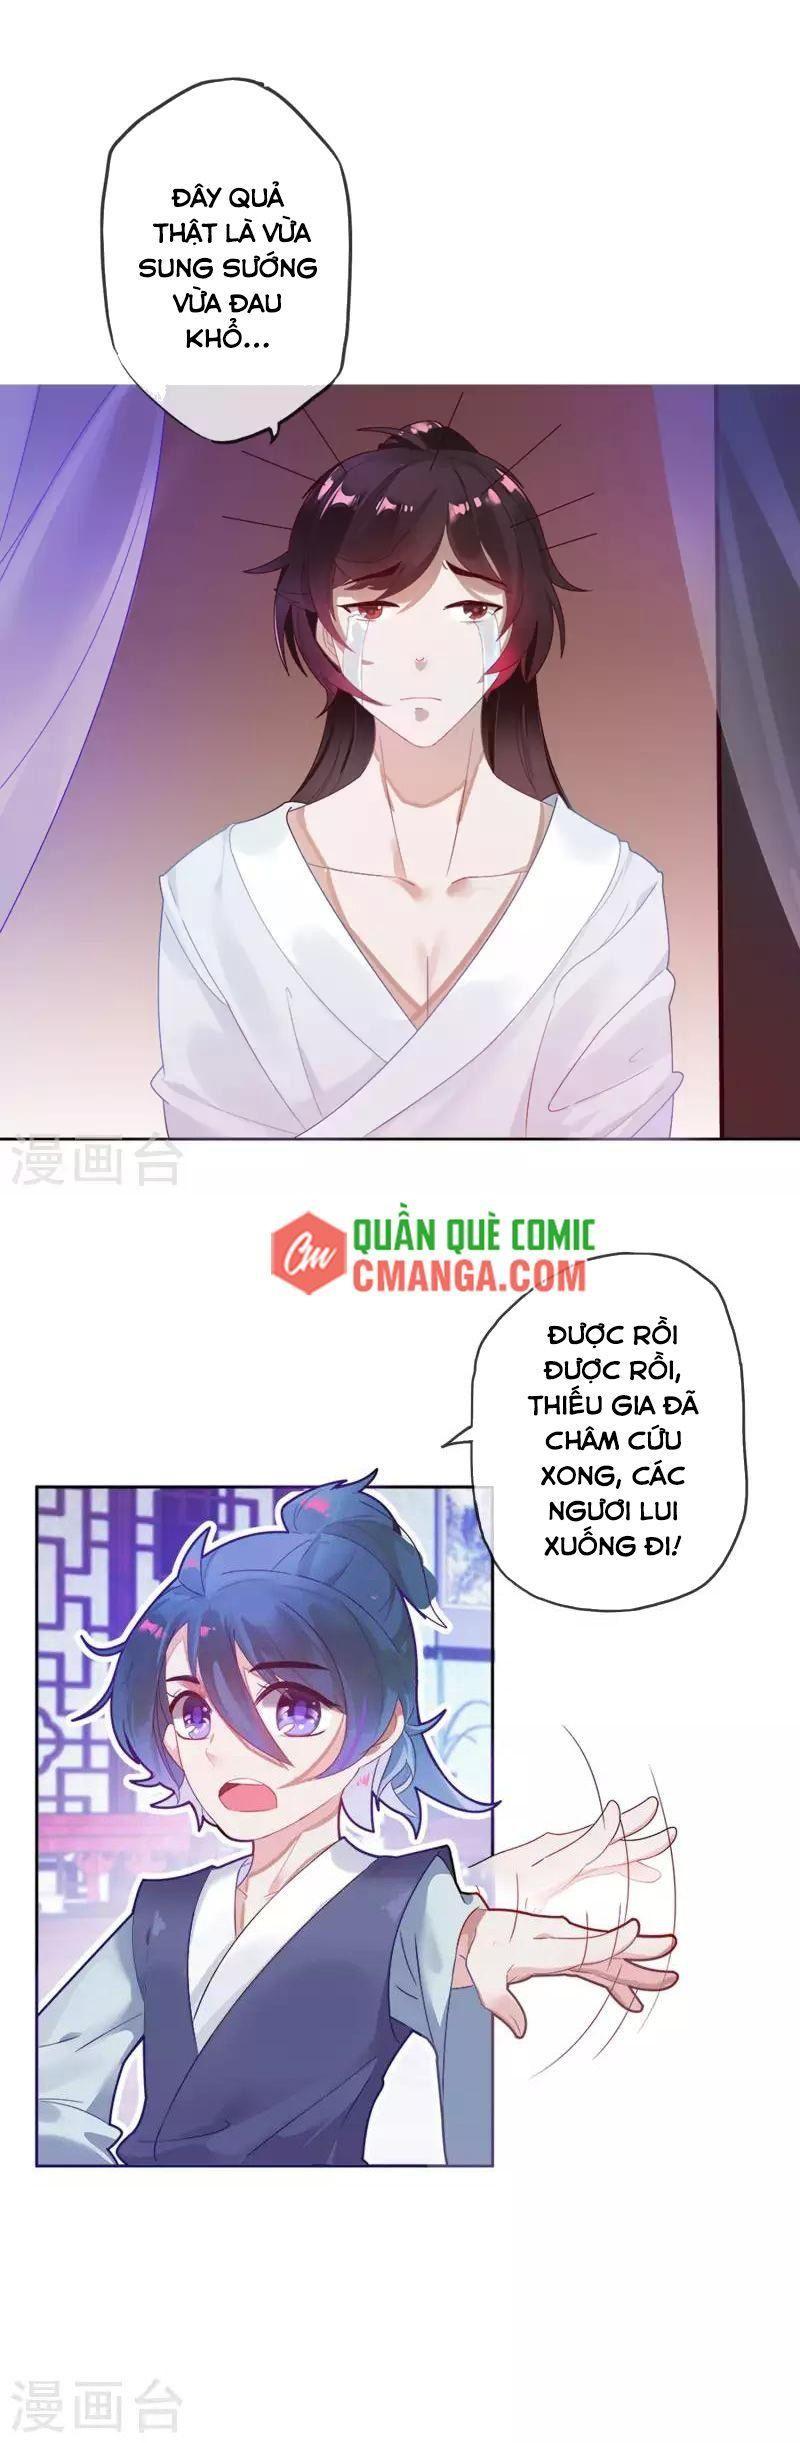 ĐÂY QUẢ
THẬT LÀ VỪA
SUNG SƯỚNG
VỪA ĐAU
KHỔ...
漫画台
Cm
QUẦN QUÈ COMIC
CMANGA.COM
ĐƯỢC RỒI
ĐƯỢC RỒI,
THIẾU GIA ĐÃ
CHÂM CỨU
XONG, CÁC
NGƯƠI LUI
XUỐNG ĐI!
漫画台